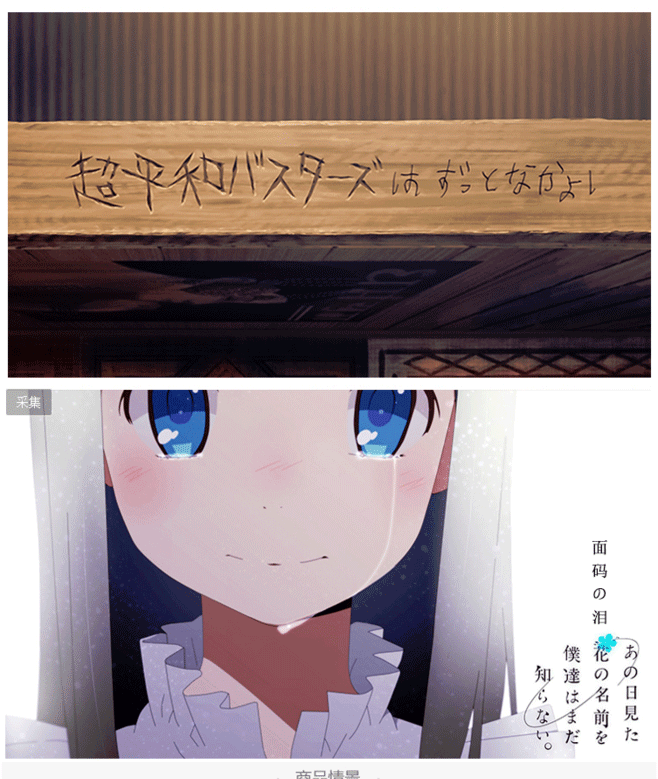 超平和バスターズはずっとなかよし
采集
面码の泪
あの日見た
花の名前を
僕達はまだ
知らない。
商品情景